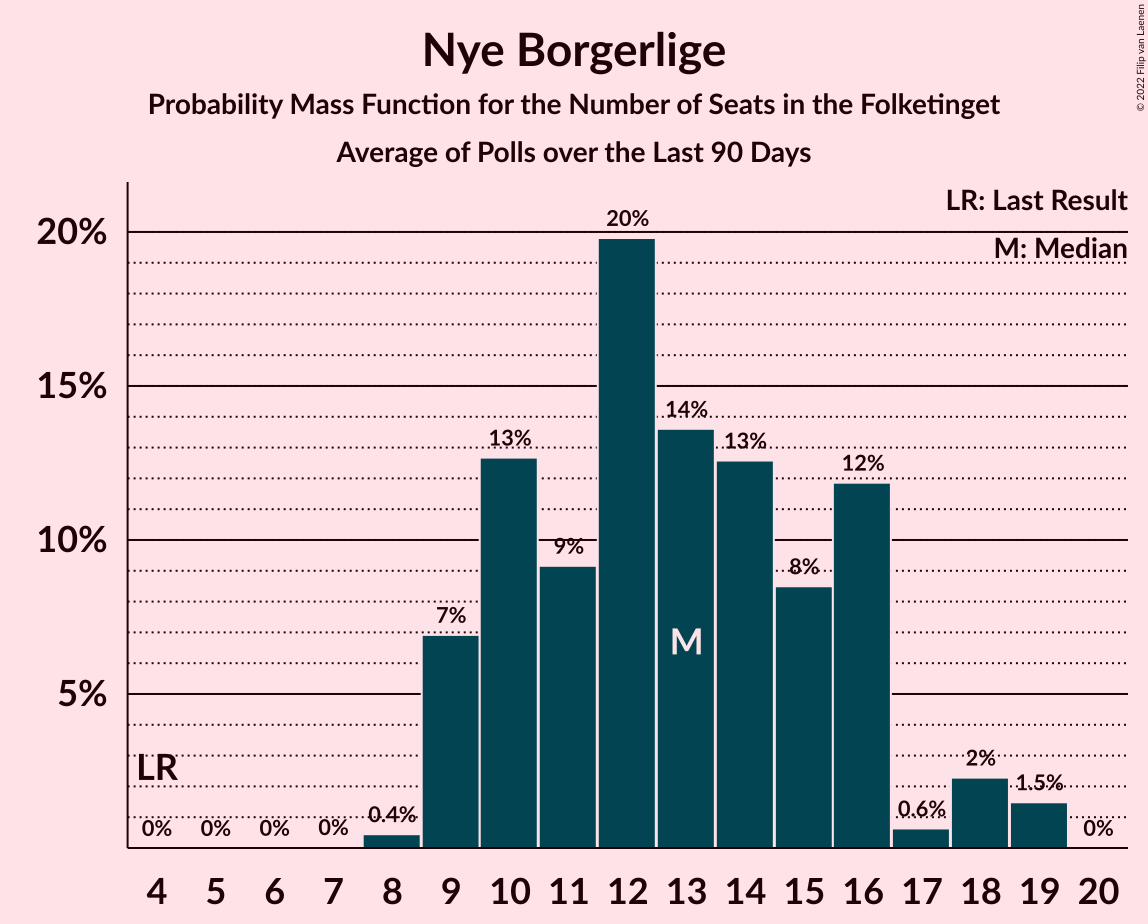 Nye Borgerlige
Probability Mass Function for the Number of Seats in the Folketinget
Average of Polls over the Last 90 Days
© 2022 Filip van Laenen
LR: Last Result
M: Median
20%
15%
10%
5%
20%
14%
13%
13%
12%
9%
8%
7%
M
LR
2%
1.5%
0.4%
0.6%
0% 0% 0% 0% 0%
4 5 6 7 8 9 10 11 12 13 14 15 16 17 18 19 20